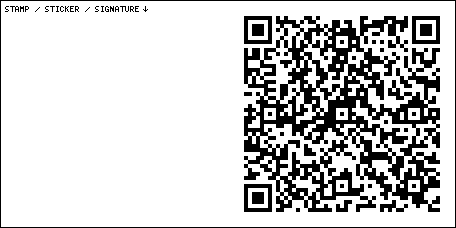 STAMP / STICKER / SIGNATURE ↓